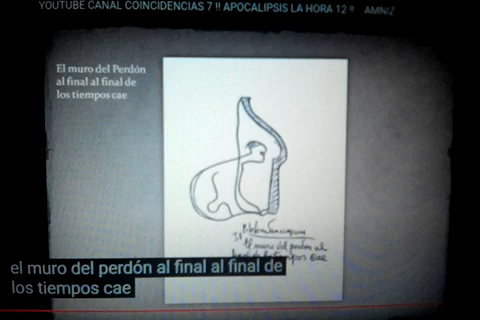 YOUTUBE CANAL COINCIDENCIAS 7 !! APOCALIPSIS LA HORA 12 !! AMNIZ
El muro del Perdón
al final al final de
los tiempos cae
el muro del perdón al
los tiempos cae
el muro del perdón al final al final de
los tiempos cae